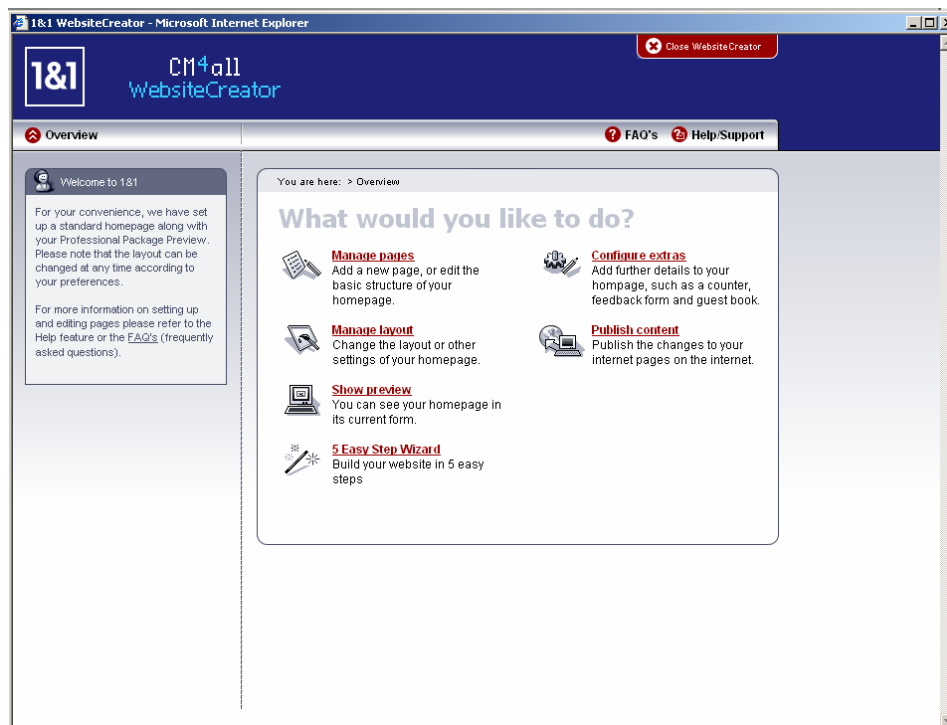 1&1 WebsiteCreator - Microsoft Internet Explorer
Close WebsiteCreator
1&1
CM4all
WebsiteCreator
Overview
FAQ's
Help/Support
Welcome to 1&1
For your convenience, we have set
up a standard homepage along with
your Professional Package Preview.
Please note that the layout can be
changed at any time according to
your preferences.
For more information on setting up
and editing pages please refer to the
Help feature or the FAQ's (frequently
asked questions).
You are here: > Overview
What would you like to do?
Manage pages
Add a new page, or edit the
basic structure of your
homepage.
Manage layout
Change the layout or other
settings of your homepage.
Show preview
You can see your homepage in
its current form.
5 Easy Step Wizard
Build your website in 5 easy
steps
Configure extras
Add further details to your
hompage, such as a counter,
feedback form and guest book.
Publish content
Publish the changes to your
internet pages on the internet.